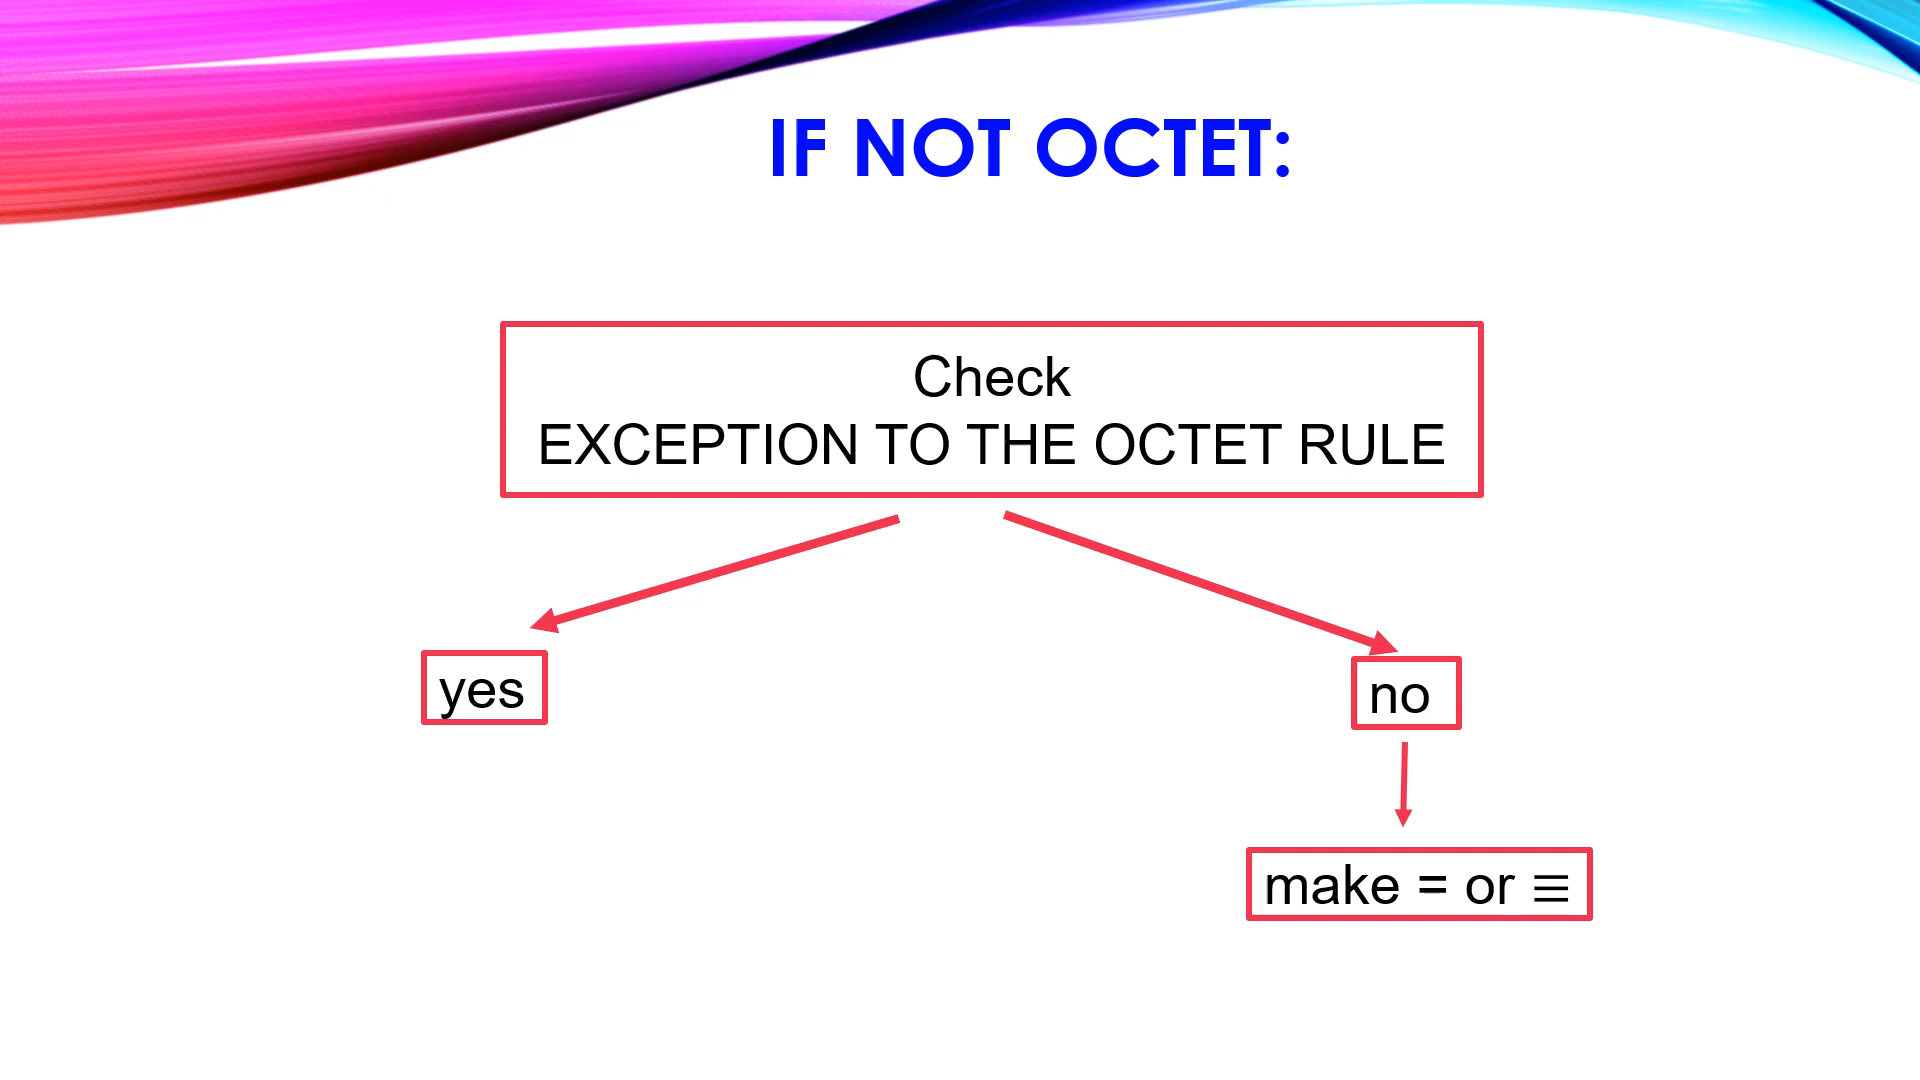 IF NOT OCTET:
Check
EXCEPTION TO THE OCTET RULE
yes
no
make = or ≡